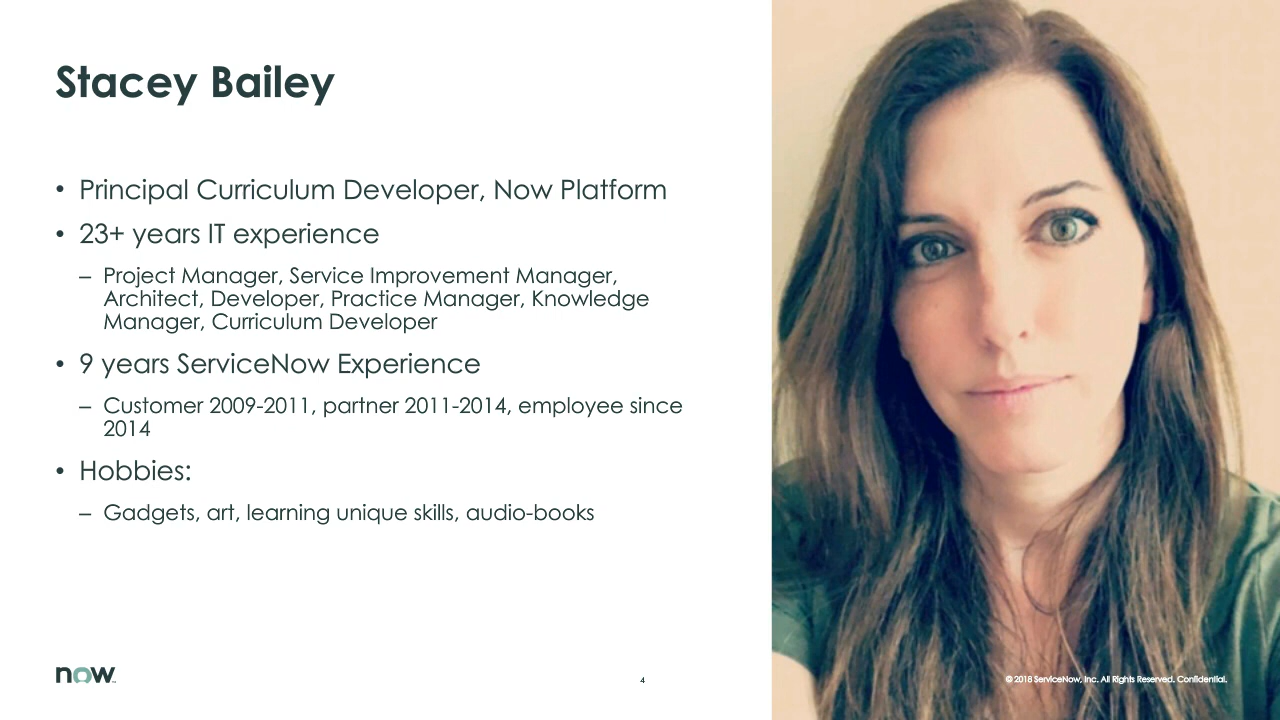 Stacey Bailey
• Principal Curriculum Developer, Now Platform
• 23+ years IT experience
– Project Manager, Service Improvement Manager,
Architect, Developer, Practice Manager, Knowledge
Manager, Curriculum Developer
• 9 years ServiceNow Experience
– Customer 2009-2011, partner 2011-2014, employee since
2014
• Hobbies:
– Gadgets, art, learning unique skills, audio-books
now
4
© 2018 ServiceNow, Inc. All Rights Reserved. Confidential.